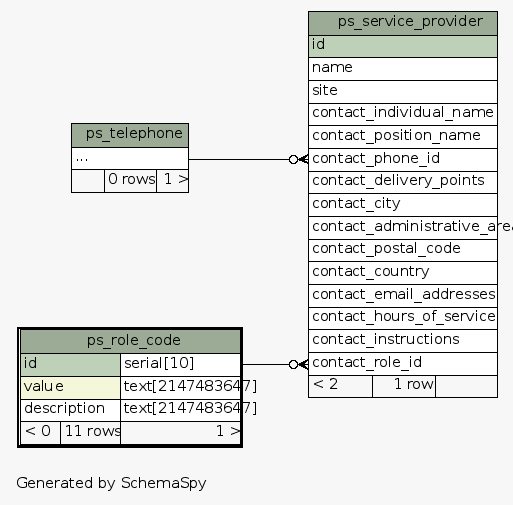 ps_service_provider
id
name
site
contact_individual_name
contact_position_name
contact_phone_id
contact_delivery_points
contact_city
contact_administrative_area
contact_postal_code
contact_country
contact_email_addresses
contact_hours_of_service
contact_instructions
contact_role_id
< 2 1 row
ps_telephone
...
0 rows 1 >
ps_role_code
id serial[10]
value text[2147483647]
description text[2147483647]
< 0 11 rows 1 >
Generated by SchemaSpy